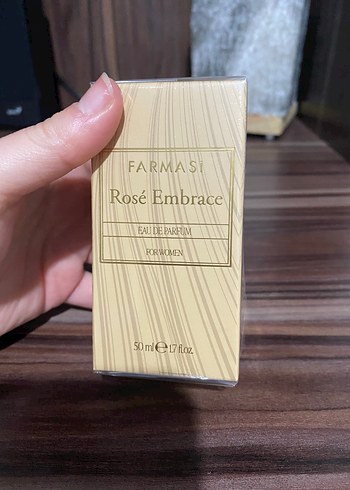 FARMASi
Rosé Embrace
EAU DE PARFUM
FOR WOMEN
50 ml ℮ 1.7 fl.oz.